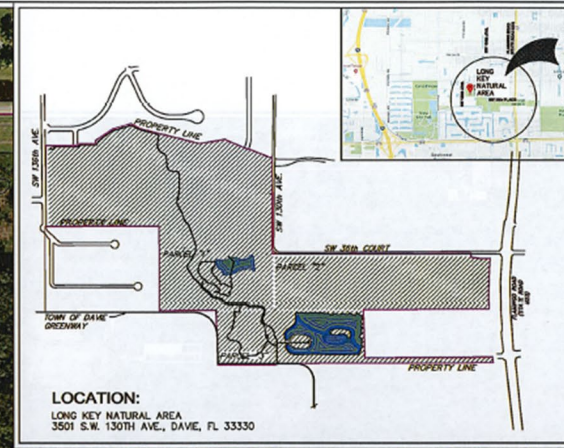 LONG
KEY
NATURAL
AREA
PROPERTY LINE
SW 136th AVE.
SW 130th AVE.
PROPERTY LINE
SW 36th COURT
PARCEL "1"
PARCEL "2"
TOWN OF DAVIE
GREENWAY
FLAMINGO ROAD
PROPERTY LINE
LOCATION:
LONG KEY NATURAL AREA
3501 S.W. 130TH AVE., DAVIE, FL 33330